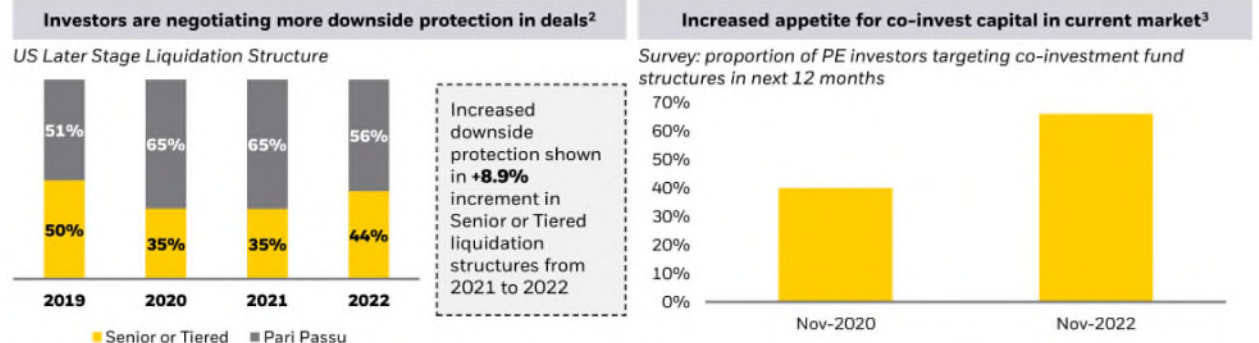 Investors are negotiating more downside protection in deals²
US Later Stage Liquidation Structure
51%
65%
65%
56%
50%
35%
35%
44%
2019
2020
2021
2022
Senior or Tiered
Pari Passu
Increased
downside
protection shown
in +8.9%
increment in
Senior or Tiered
liquidation
structures from
2021 to 2022
Increased appetite for co-invest capital in current market³
Survey: proportion of PE investors targeting co-investment fund
structures in next 12 months
70%
60%
50%
40%
30%
20%
10%
0%
Nov-2020
Nov-2022